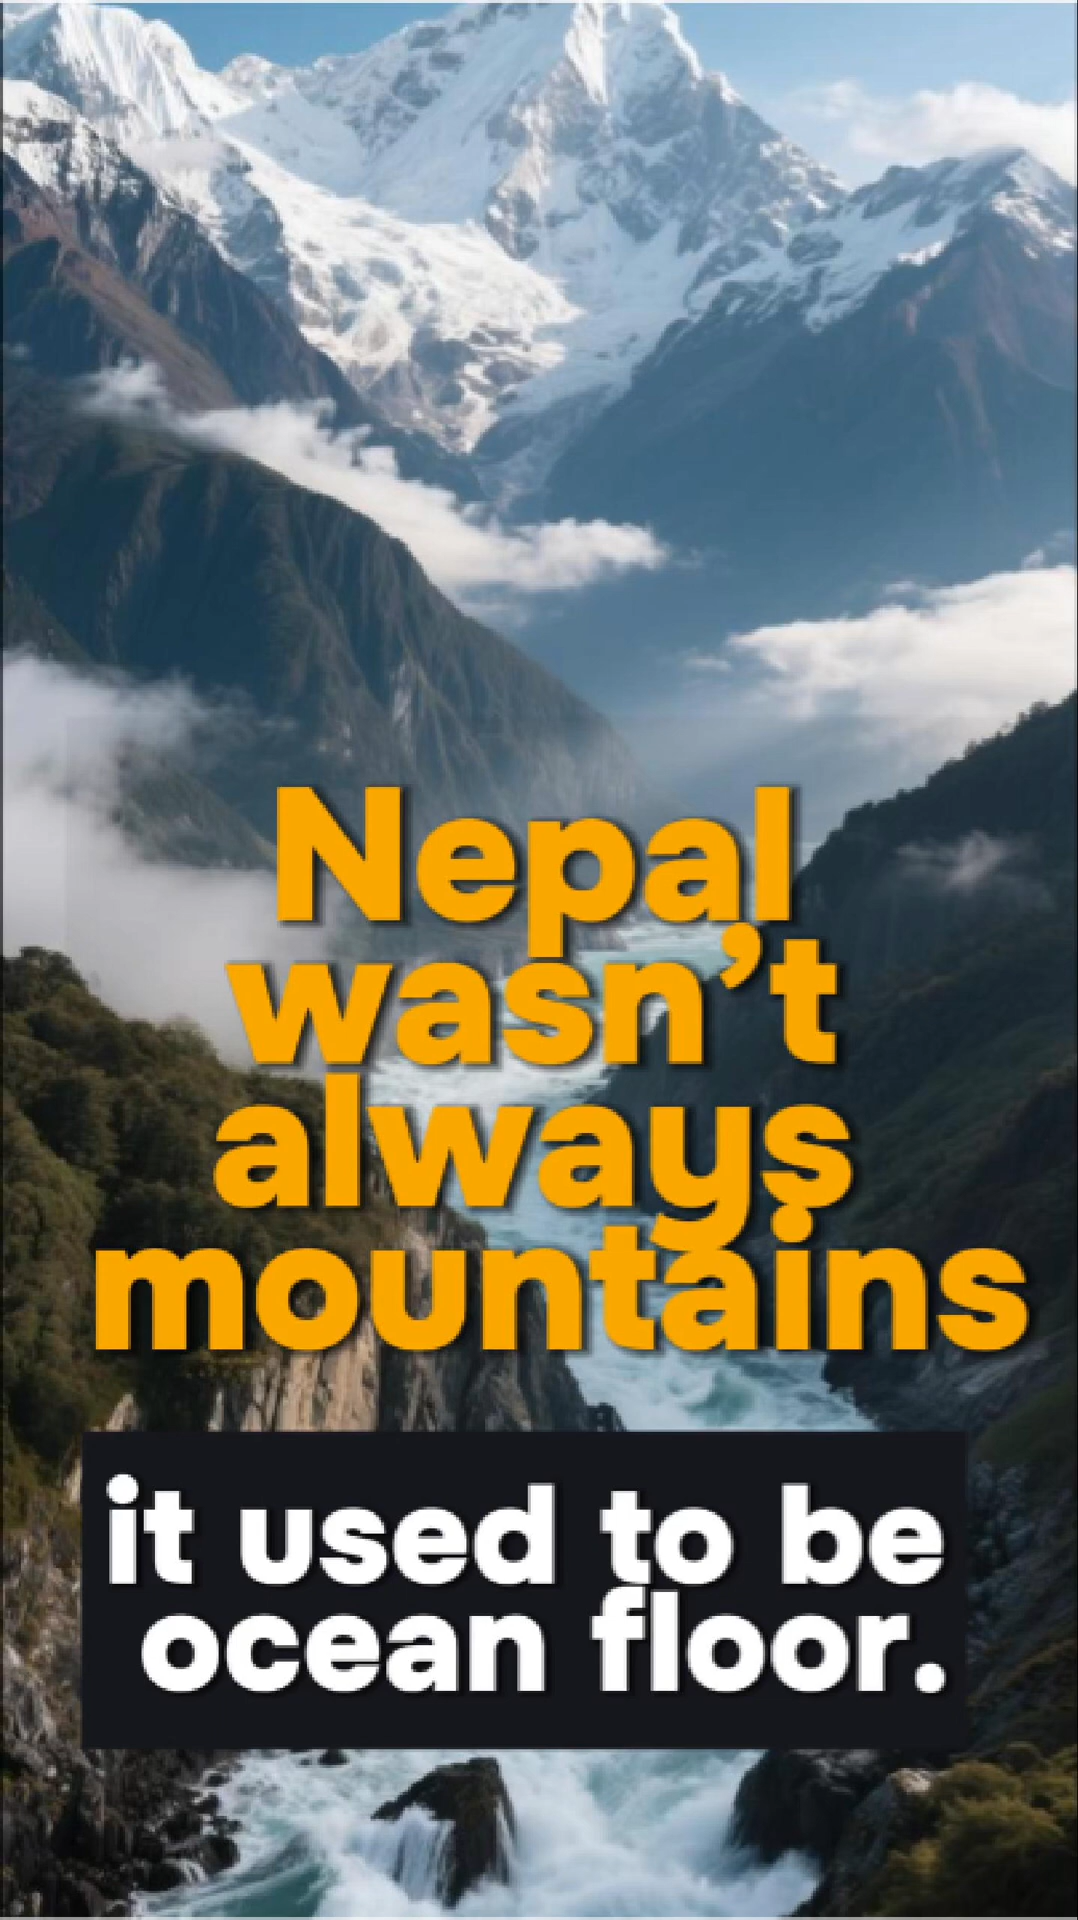 Nepal
wasn’t
always
mountains
it used to be
ocean floor.